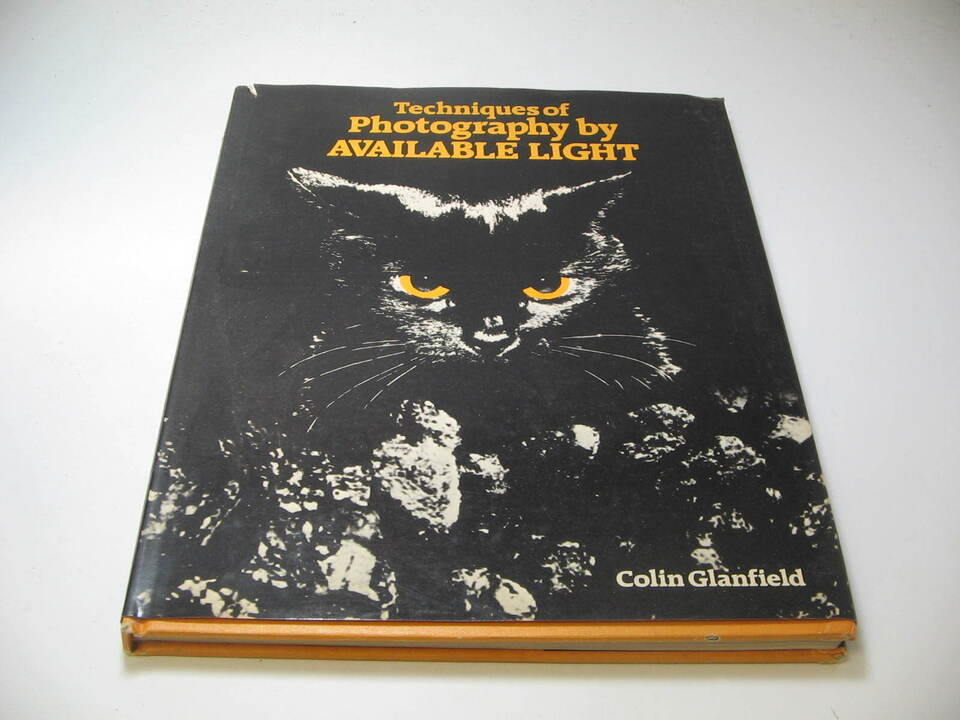 Techniques of
Photography by
AVAILABLE LIGHT
Colin Glanfield